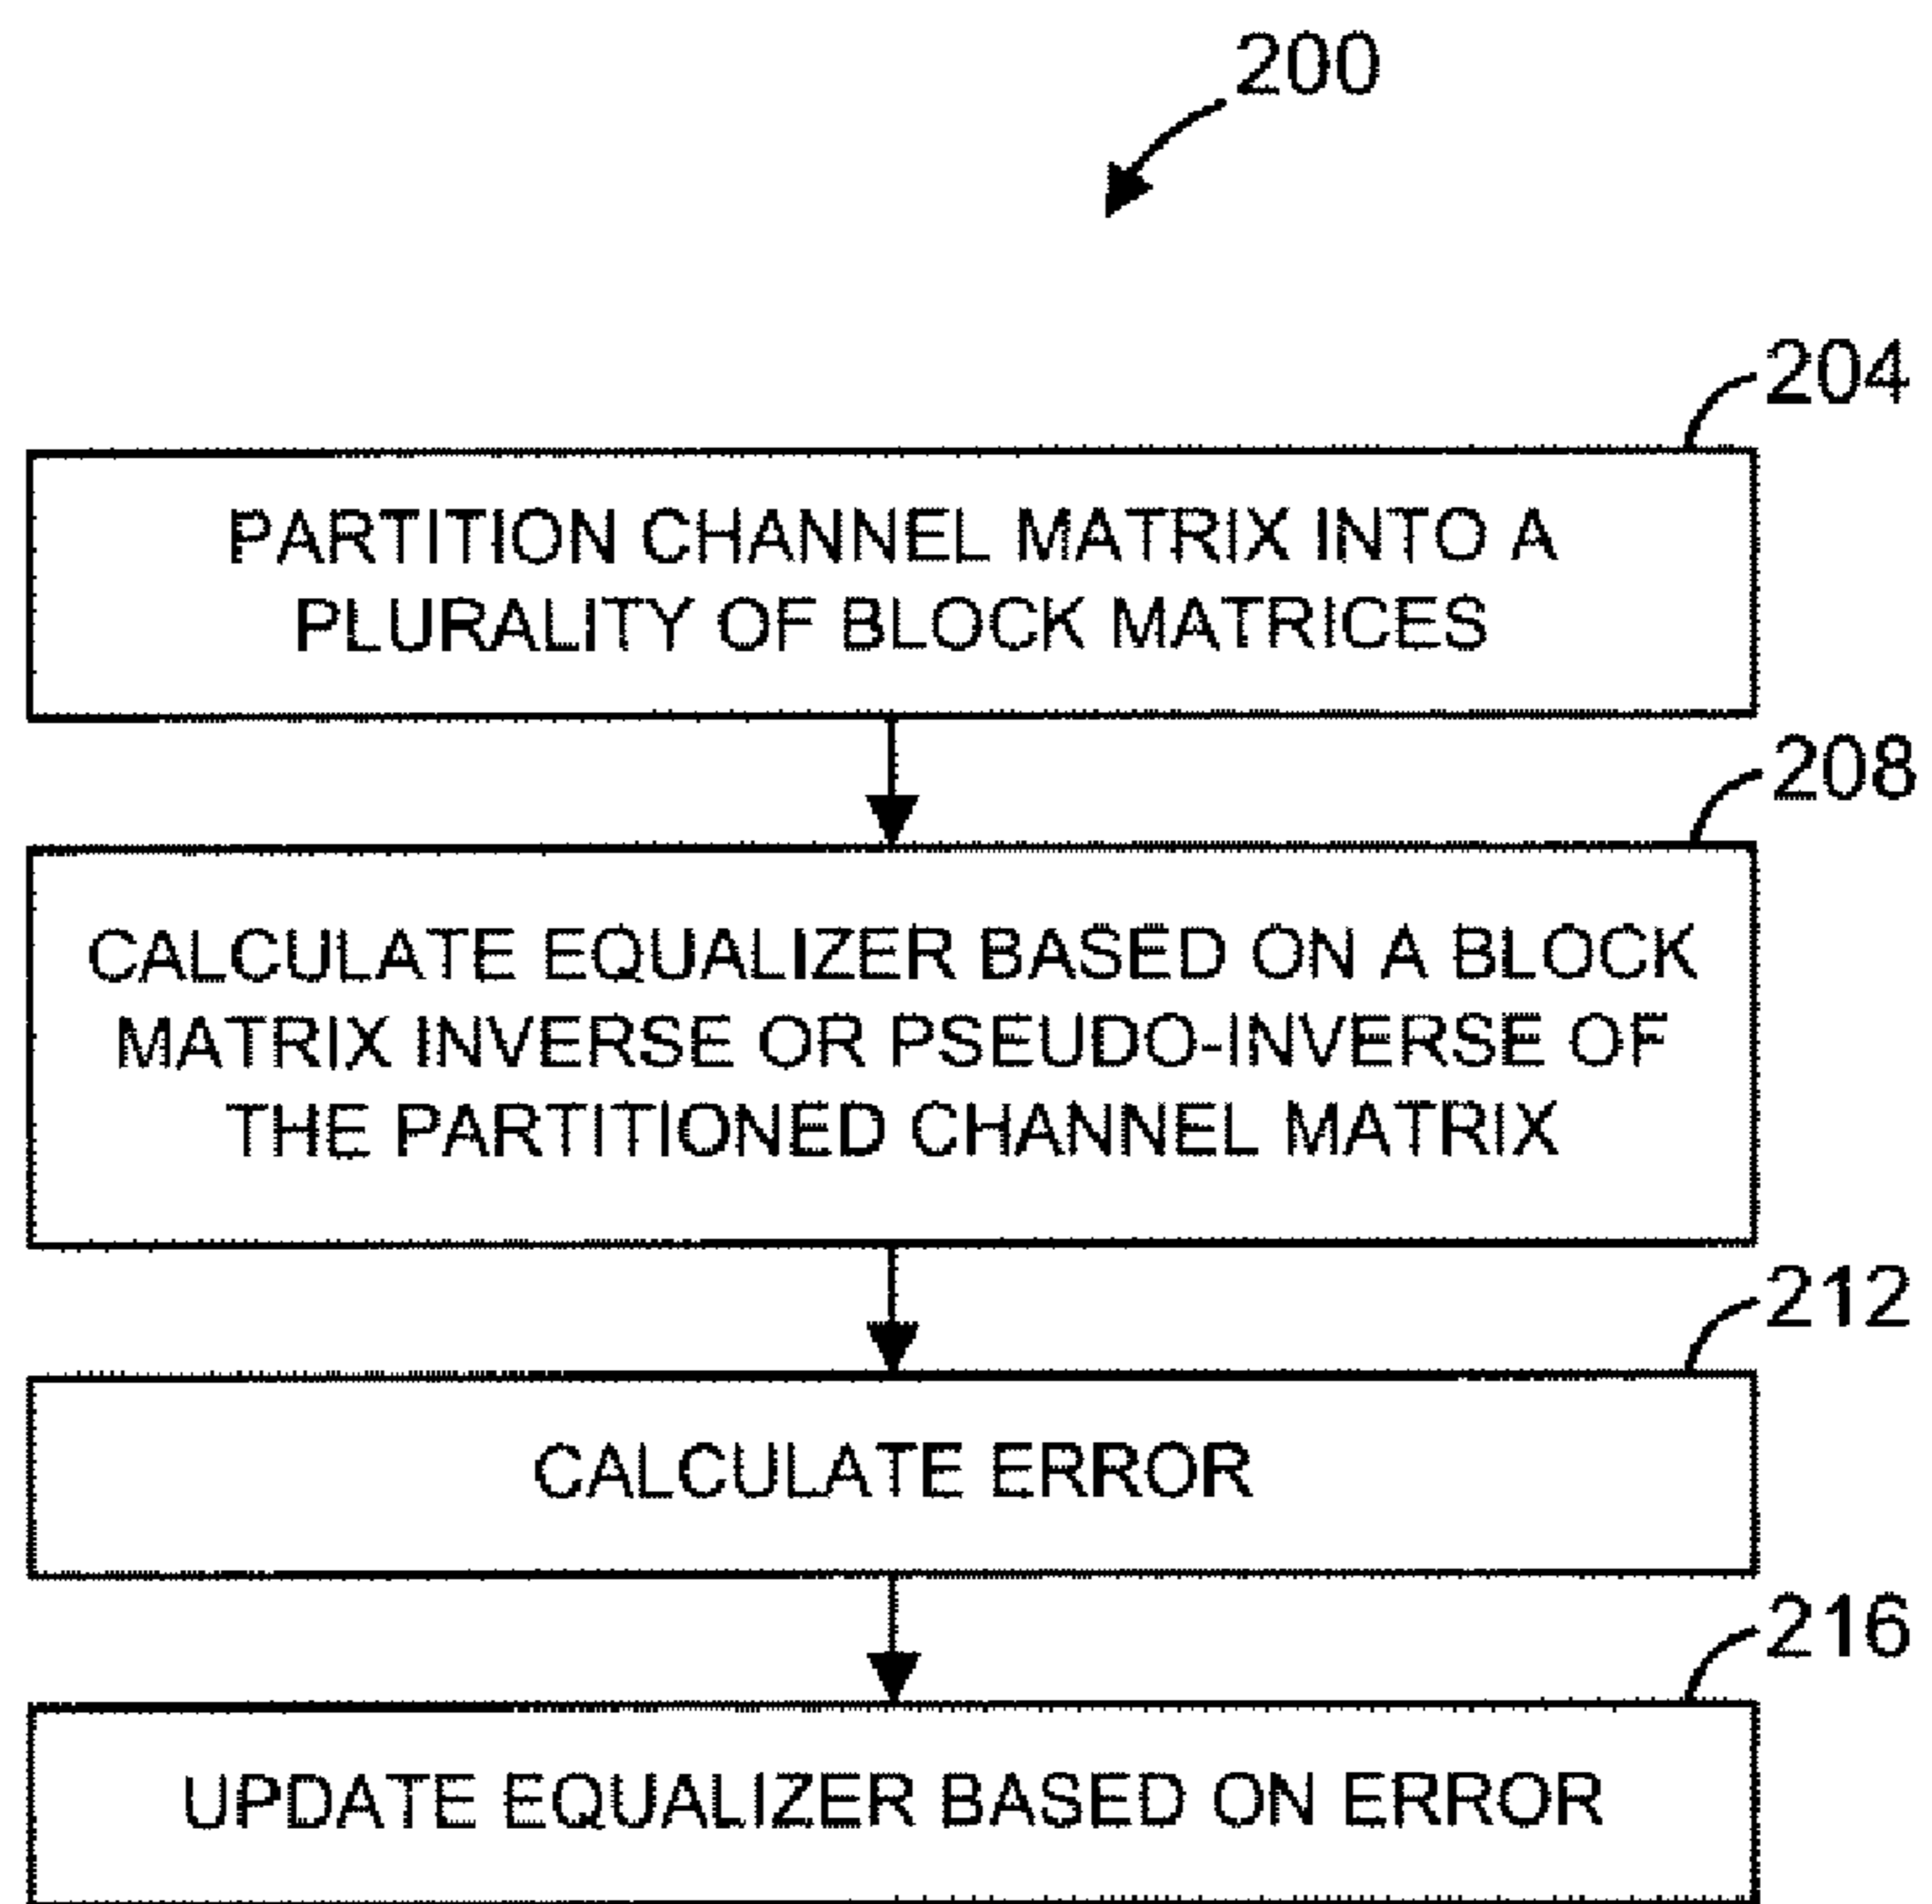 200
204
PARTITION CHANNEL MATRIX INTO A
PLURALITY OF BLOCK MATRICES
208
CALCULATE EQUALIZER BASED ON A BLOCK
MATRIX INVERSE OR PSEUDO-INVERSE OF
THE PARTITIONED CHANNEL MATRIX
212
CALCULATE ERROR
216
UPDATE EQUALIZER BASED ON ERROR